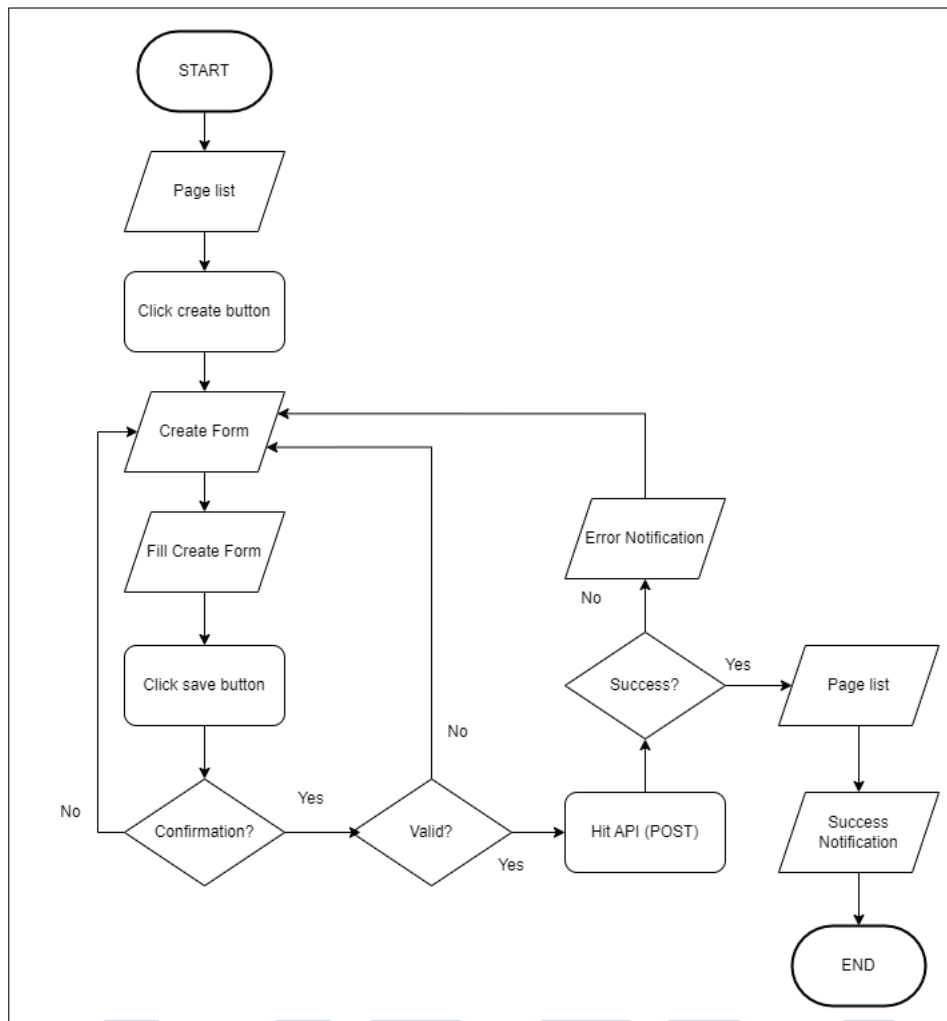 START
Page list
Click create button
Create Form
Fill Create Form
Click save button
Confirmation?
No
Yes
Valid?
No
Yes
Hit API (POST)
Success?
No
Error Notification
Yes
Page list
Success
Notification
END